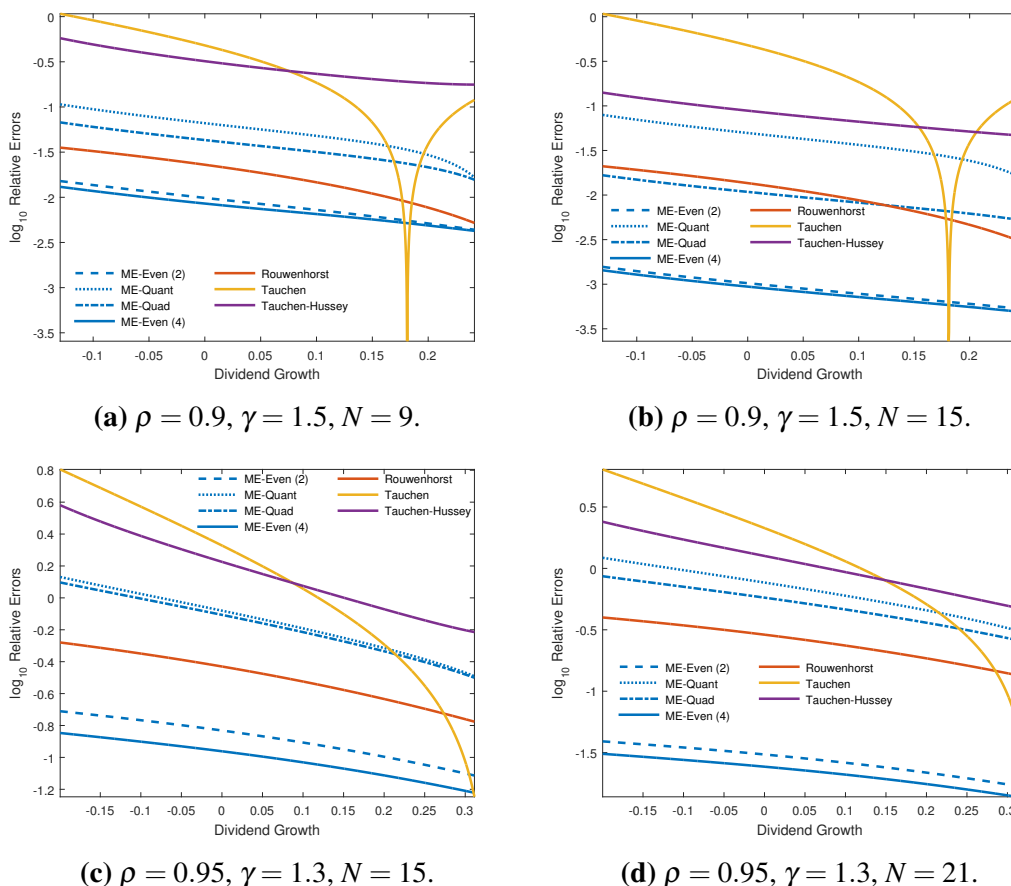 0
-0.5
-1
-1.5
-2
-2.5
-3
-3.5
log10 Relative Errors
ME-Even (2)
ME-Quant
ME-Quad
ME-Even (4)
Rouwenhorst
Tauchen
Tauchen-Hussey
-0.1 -0.05 0 0.05 0.1 0.15 0.2
Dividend Growth
(a) ρ = 0.9, γ = 1.5, N = 9.
0
-0.5
-1
-1.5
-2
-2.5
-3
-3.5
log10 Relative Errors
ME-Even (2)
ME-Quant
ME-Quad
ME-Even (4)
Rouwenhorst
Tauchen
Tauchen-Hussey
-0.1 -0.05 0 0.05 0.1 0.15 0.2
Dividend Growth
(b) ρ = 0.9, γ = 1.5, N = 15.
0.8
0.6
0.4
0.2
0
-0.2
-0.4
-0.6
-0.8
-1
-1.2
log10 Relative Errors
ME-Even (2)
ME-Quant
ME-Quad
ME-Even (4)
Rouwenhorst
Tauchen
Tauchen-Hussey
-0.15 -0.1 -0.05 0 0.05 0.1 0.15 0.2 0.25 0.3
Dividend Growth
(c) ρ = 0.95, γ = 1.3, N = 15.
0.5
0
-0.5
-1
-1.5
log10 Relative Errors
ME-Even (2)
ME-Quant
ME-Quad
ME-Even (4)
Rouwenhorst
Tauchen
Tauchen-Hussey
-0.15 -0.1 -0.05 0 0.05 0.1 0.15 0.2 0.25 0.3
Dividend Growth
(d) ρ = 0.95, γ = 1.3, N = 21.